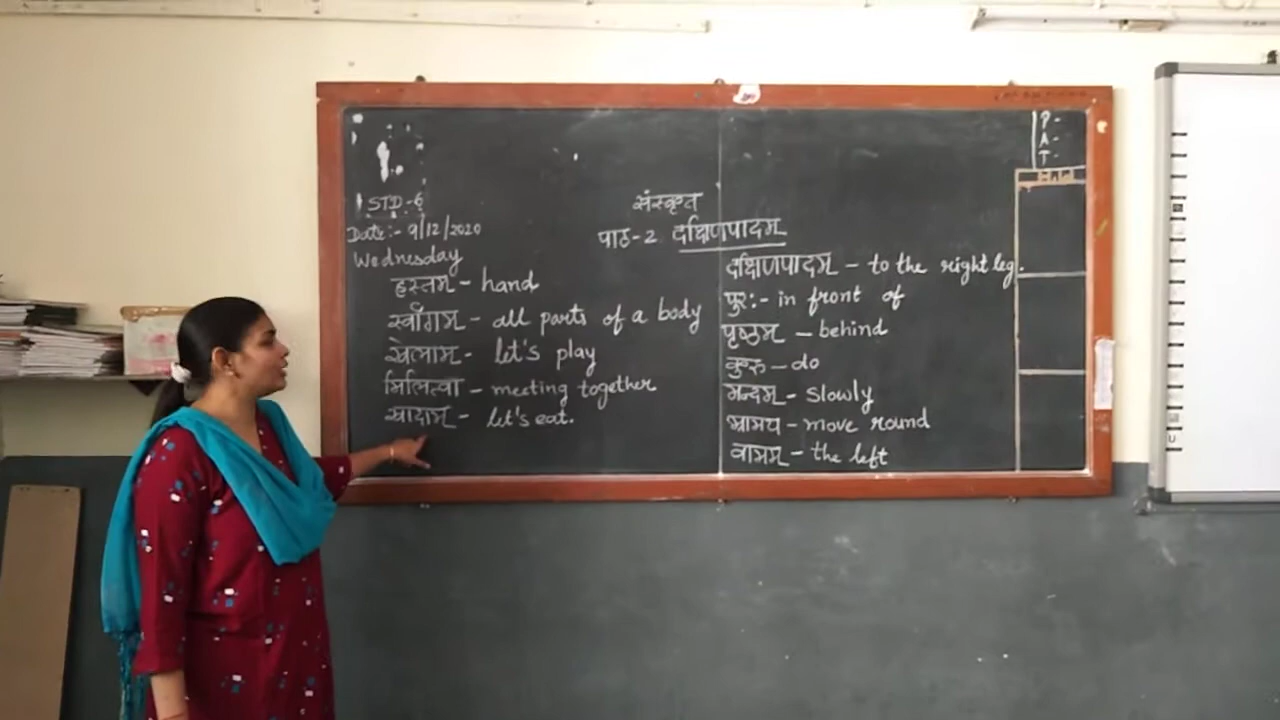 STD-6
Date:- 9/12/2020
Wednesday
संस्कृत
पाठ-2 दक्षिणपादम्
हस्तम् - hand
सर्वांगाम् - all parts of a body
खेलाम् - let's play
मिलित्वा - meeting together
खादाम् - let's eat.
दक्षिणपादम् - to the right leg.
पुर:- in front of
पृष्ठम् - behind
कुरु - do
मन्दम् - slowly
भ्रामय - move round
वामम् - the left
P-
A-
T-
H.W